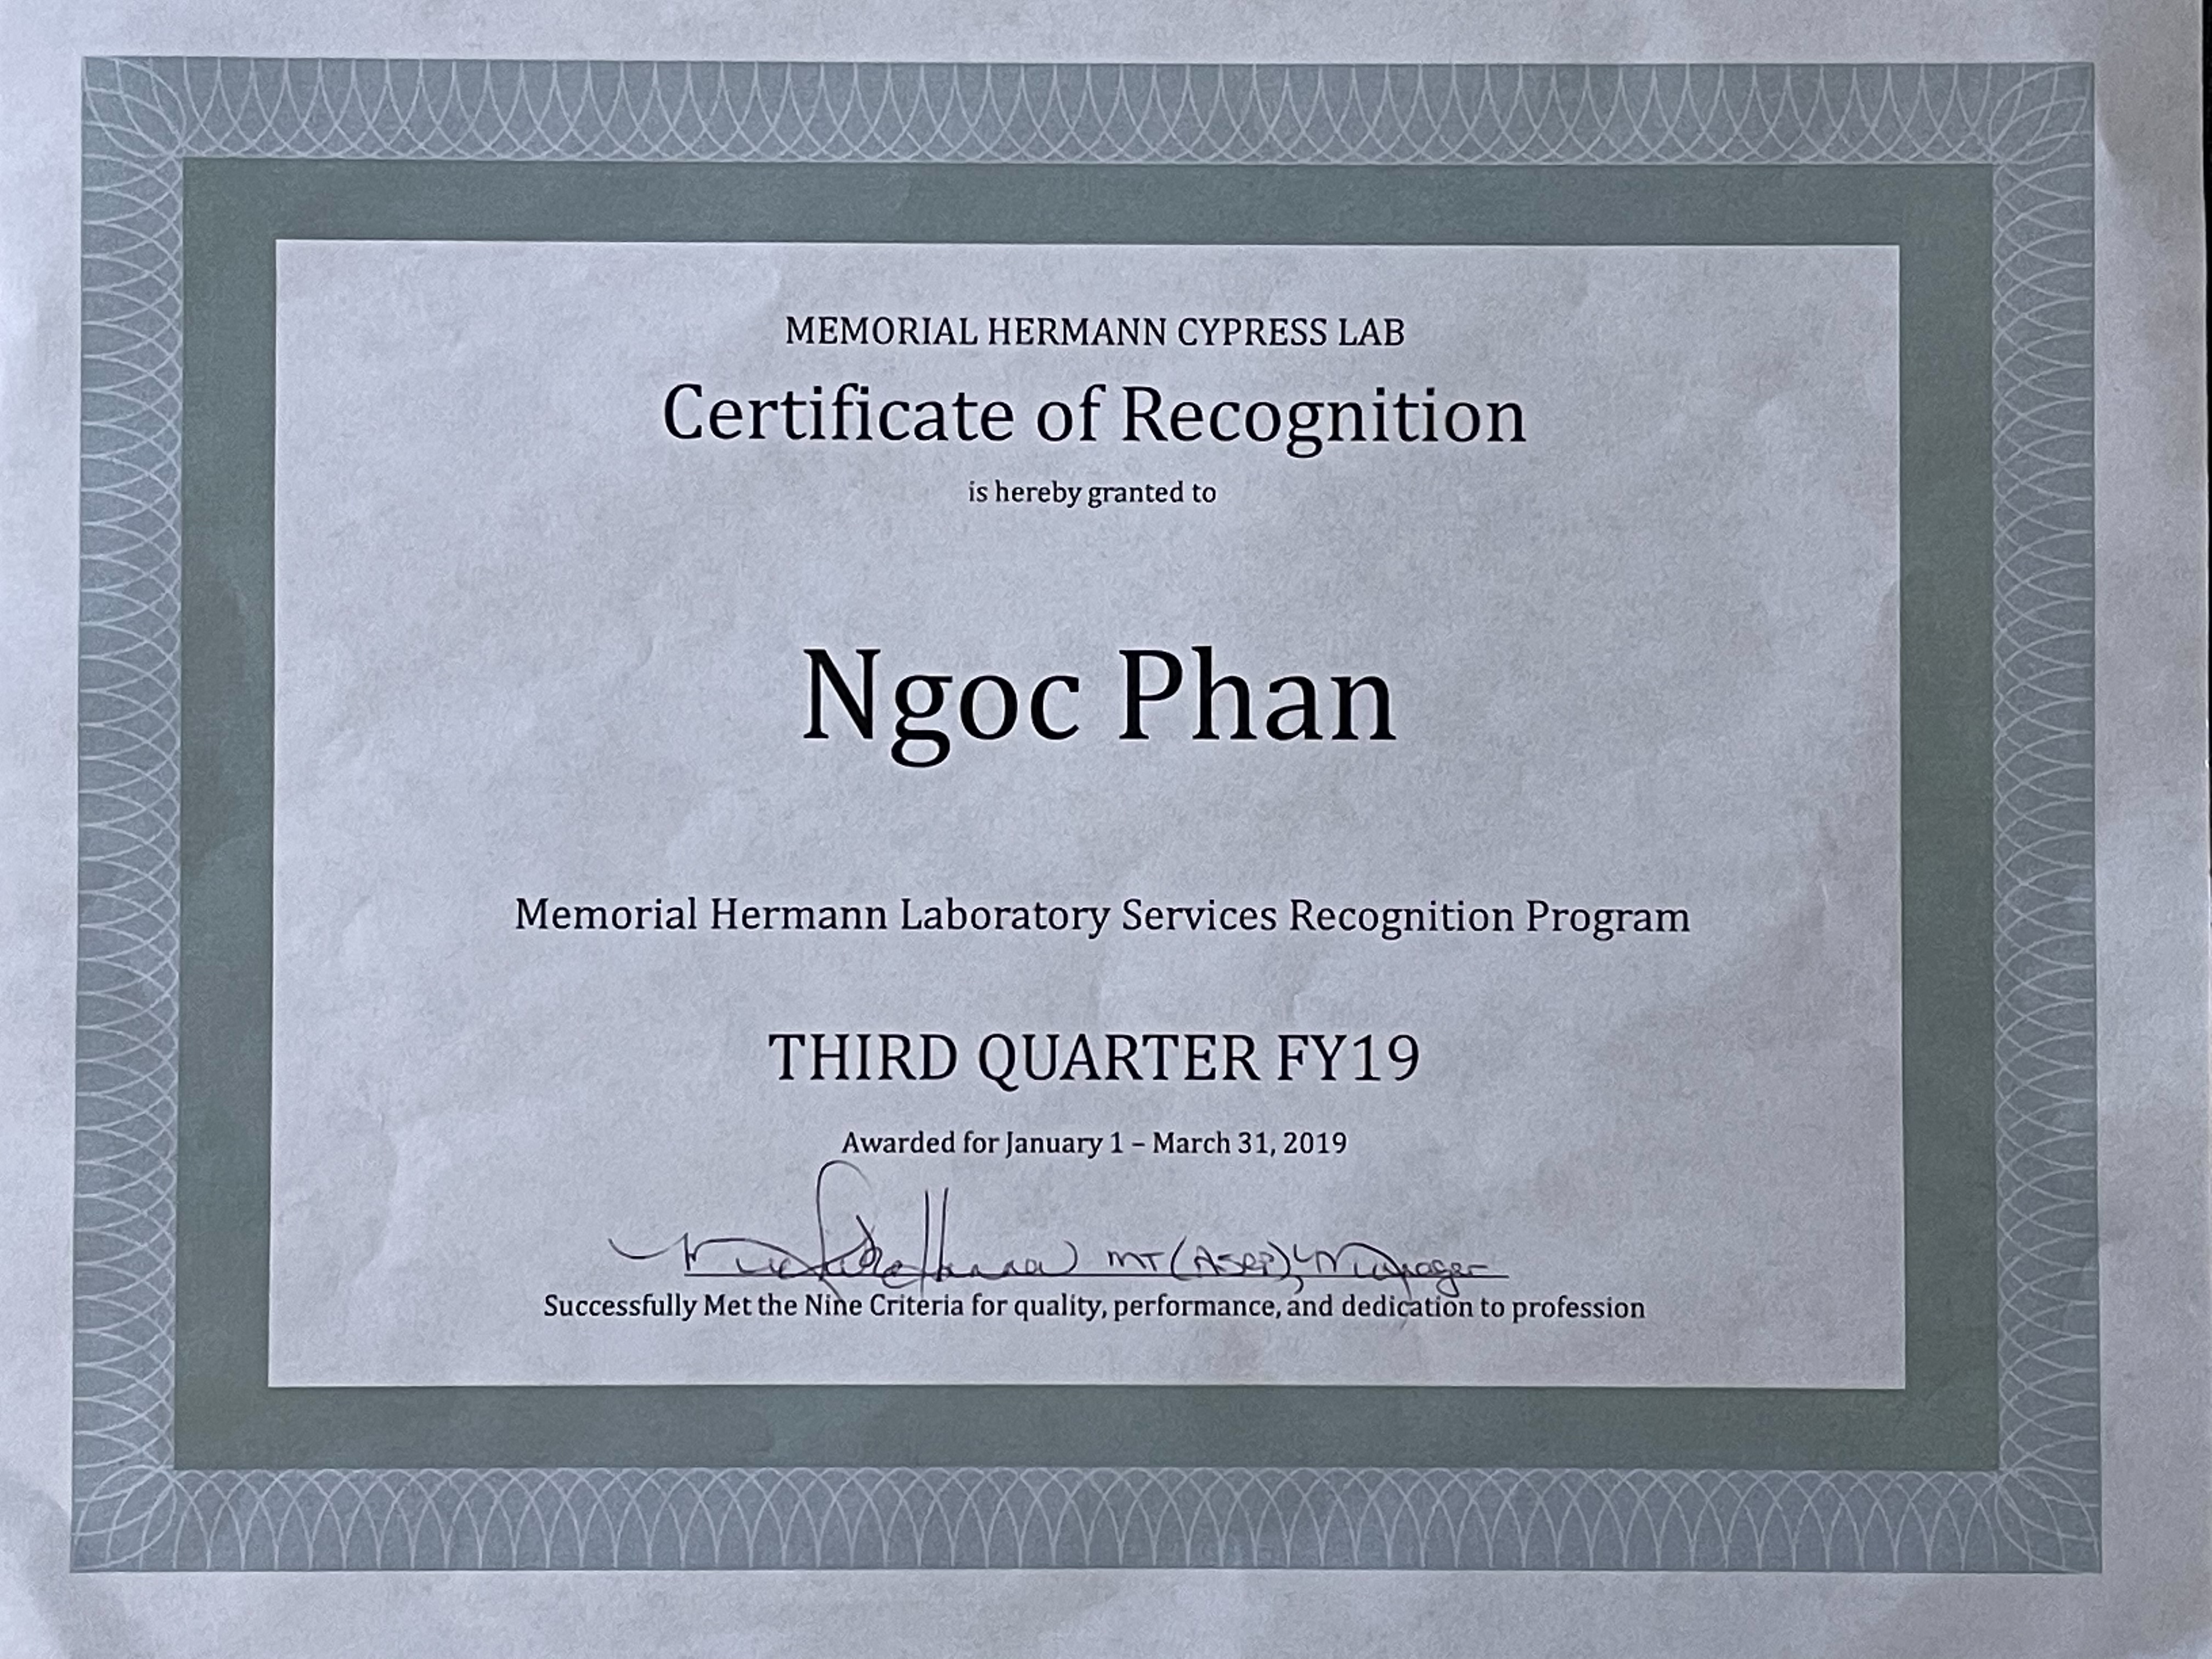 MEMORIAL HERMANN CYPRESS LAB
Certificate of Recognition
is hereby granted to
Ngoc Phan
Memorial Hermann Laboratory Services Recognition Program
THIRD QUARTER FY19
Awarded for January 1 – March 31, 2019
MT (ASCP), Manager
Successfully Met the Nine Criteria for quality, performance, and dedication to profession